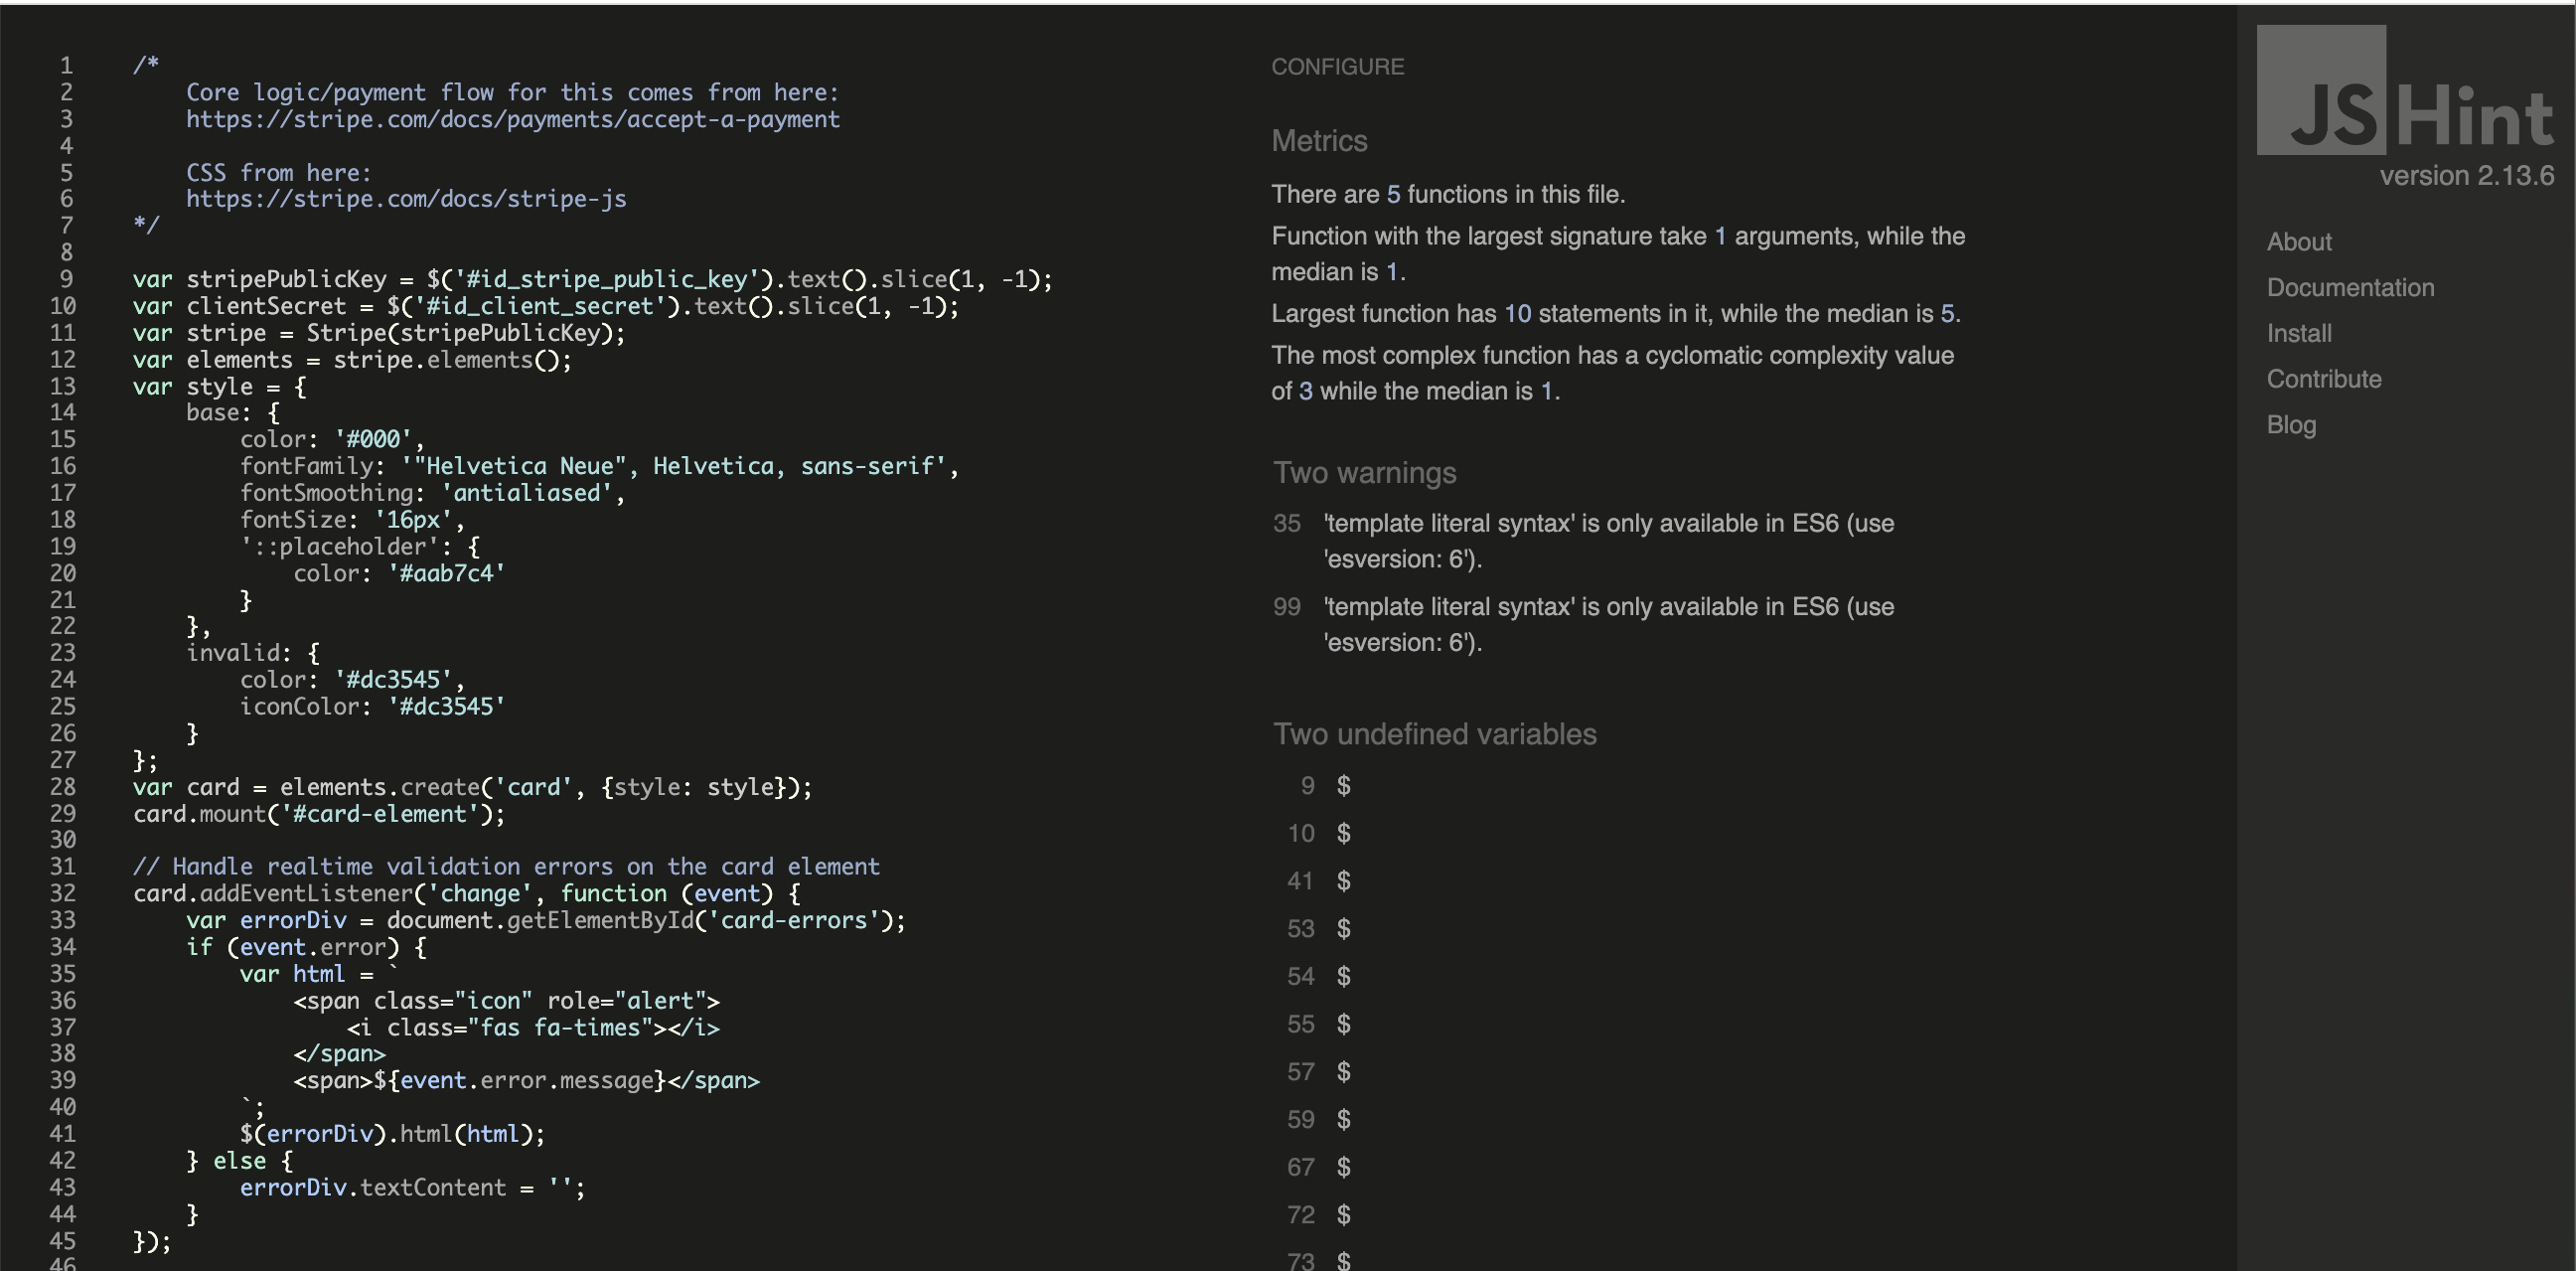 1 /*
2 Core logic/payment flow for this comes from here:
3 https://stripe.com/docs/payments/accept-a-payment
4
5 CSS from here:
6 https://stripe.com/docs/stripe-js
7 */
8
9 var stripePublicKey = $('#id_stripe_public_key').text().slice(1, -1);
10 var clientSecret = $('#id_client_secret').text().slice(1, -1);
11 var stripe = Stripe(stripePublicKey);
12 var elements = stripe.elements();
13 var style = {
14 base: {
15 color: '#000',
16 fontFamily: '"Helvetica Neue", Helvetica, sans-serif',
17 fontSmoothing: 'antialiased',
18 fontSize: '16px',
19 '::placeholder': {
20 color: '#aab7c4'
21 }
22 },
23 invalid: {
24 color: '#dc3545',
25 iconColor: '#dc3545'
26 }
27 };
28 var card = elements.create('card', {style: style});
29 card.mount('#card-element');
30
31 // Handle realtime validation errors on the card element
32 card.addEventListener('change', function (event) {
33 var errorDiv = document.getElementById('card-errors');
34 if (event.error) {
35 var html = `
36 <span class="icon" role="alert">
37 <i class="fas fa-times"></i>
38 </span>
39 <span>${event.error.message}</span>
40 `;
41 $(errorDiv).html(html);
42 } else {
43 errorDiv.textContent = '';
44 }
45 });
46
CONFIGURE
Metrics
There are 5 functions in this file.
Function with the largest signature take 1 arguments, while the
median is 1.
Largest function has 10 statements in it, while the median is 5.
The most complex function has a cyclomatic complexity value
of 3 while the median is 1.
Two warnings
35 'template literal syntax' is only available in ES6 (use
'esversion: 6').
99 'template literal syntax' is only available in ES6 (use
'esversion: 6').
Two undefined variables
9 $
10 $
41 $
53 $
54 $
55 $
57 $
59 $
67 $
72 $
73 $
JSHint
version 2.13.6
About
Documentation
Install
Contribute
Blog